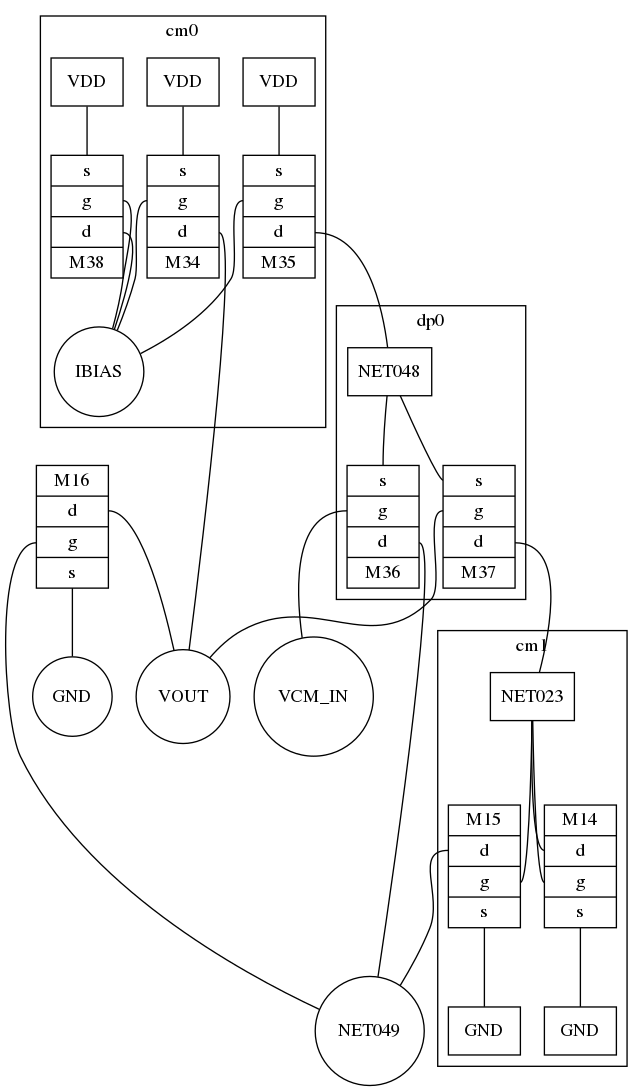 cm0
VDD VDD VDD
s s s
g g g
d d d
M38 M34 M35
dp0
IBIAS NET048
M16 s s
d g g
g d d
s M36 M37
cm1
GND VOUT VCM_IN NET023
M15 M14
d d
g g
s s
NET049 GND GND